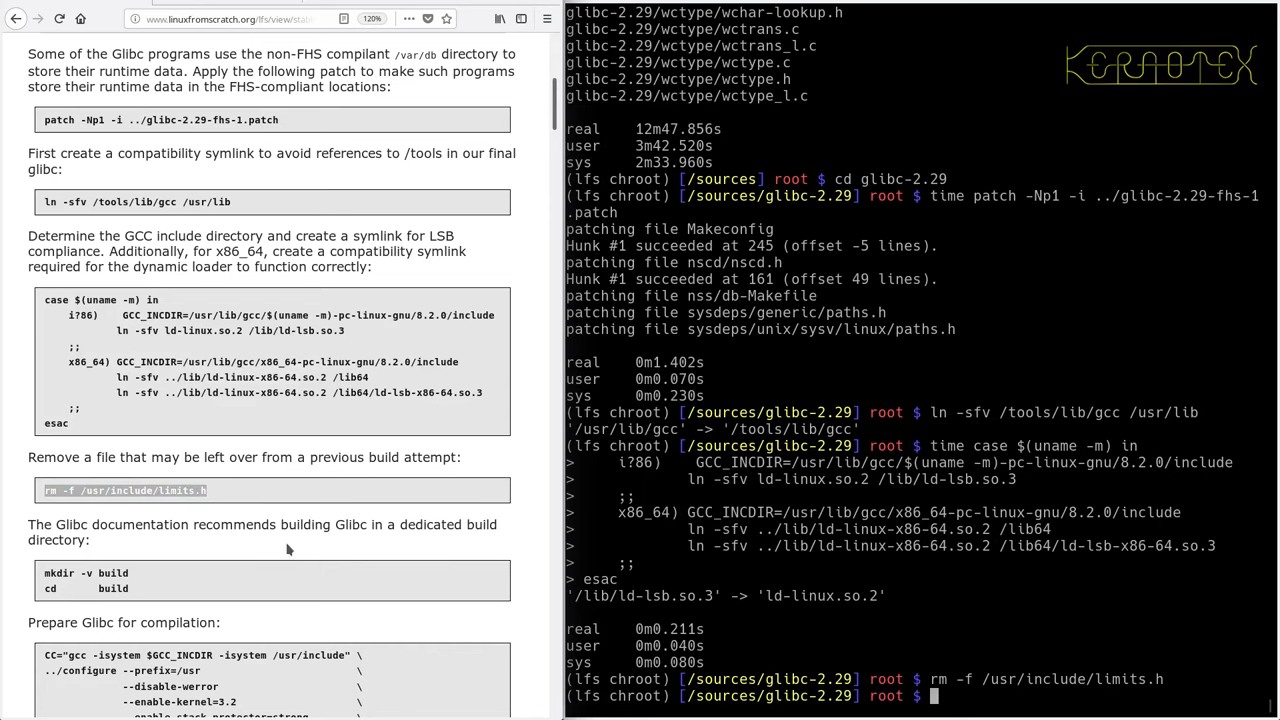 www.linuxfromscratch.org/lfs/view/stab
120%
Some of the Glibc programs use the non-FHS compilant /var/db directory to
store their runtime data. Apply the following patch to make such programs
store their runtime data in the FHS-compliant locations:
patch -Np1 -i ../glibc-2.29-fhs-1.patch
First create a compatibility symlink to avoid references to /tools in our final
glibc:
ln -sfv /tools/lib/gcc /usr/lib
Determine the GCC include directory and create a symlink for LSB
compliance. Additionally, for x86_64, create a compatibility symlink
required for the dynamic loader to function correctly:
case $(uname -m) in
i?86)    GCC_INCDIR=/usr/lib/gcc/$(uname -m)-pc-linux-gnu/8.2.0/include
ln -sfv ld-linux.so.2 /lib/ld-lsb.so.3
;;
x86_64) GCC_INCDIR=/usr/lib/gcc/x86_64-pc-linux-gnu/8.2.0/include
ln -sfv ../lib/ld-linux-x86-64.so.2 /lib64
ln -sfv ../lib/ld-linux-x86-64.so.2 /lib64/ld-lsb-x86-64.so.3
;;
esac
Remove a file that may be left over from a previous build attempt:
rm -f /usr/include/limits.h
The Glibc documentation recommends building Glibc in a dedicated build
directory:
mkdir -v build
cd       build
Prepare Glibc for compilation:
CC="gcc -isystem $GCC_INCDIR -isystem /usr/include" \
../configure --prefix=/usr                          \
--disable-werror                       \
--enable-kernel=3.2                    \
--enable-stack-protector=strong        \
glibc-2.29/wctype/wchar-lookup.h
glibc-2.29/wctype/wctrans.c
glibc-2.29/wctype/wctrans_l.c
glibc-2.29/wctype/wctype.c
glibc-2.29/wctype/wctype.h
glibc-2.29/wctype/wctype_l.c
real    12m47.856s
user    3m42.520s
sys     2m33.960s
(lfs chroot) [/sources] root $ cd glibc-2.29
(lfs chroot) [/sources/glibc-2.29] root $ time patch -Np1 -i ../glibc-2.29-fhs-1
.patch
patching file Makeconfig
Hunk #1 succeeded at 245 (offset -5 lines).
patching file nscd/nscd.h
Hunk #1 succeeded at 161 (offset 49 lines).
patching file nss/db-Makefile
patching file sysdeps/generic/paths.h
patching file sysdeps/unix/sysv/linux/paths.h
real    0m1.402s
user    0m0.070s
sys     0m0.230s
(lfs chroot) [/sources/glibc-2.29] root $ ln -sfv /tools/lib/gcc /usr/lib
'/usr/lib/gcc' -> '/tools/lib/gcc'
(lfs chroot) [/sources/glibc-2.29] root $ time case $(uname -m) in
>     i?86)    GCC_INCDIR=/usr/lib/gcc/$(uname -m)-pc-linux-gnu/8.2.0/include
>             ln -sfv ld-linux.so.2 /lib/ld-lsb.so.3
>     ;;
>     x86_64) GCC_INCDIR=/usr/lib/gcc/x86_64-pc-linux-gnu/8.2.0/include
>             ln -sfv ../lib/ld-linux-x86-64.so.2 /lib64
>             ln -sfv ../lib/ld-linux-x86-64.so.2 /lib64/ld-lsb-x86-64.so.3
>     ;;
> esac
'/lib/ld-lsb.so.3' -> 'ld-linux.so.2'
real    0m0.211s
user    0m0.040s
sys     0m0.080s
(lfs chroot) [/sources/glibc-2.29] root $ rm -f /usr/include/limits.h
(lfs chroot) [/sources/glibc-2.29] root $
KERAOTEX